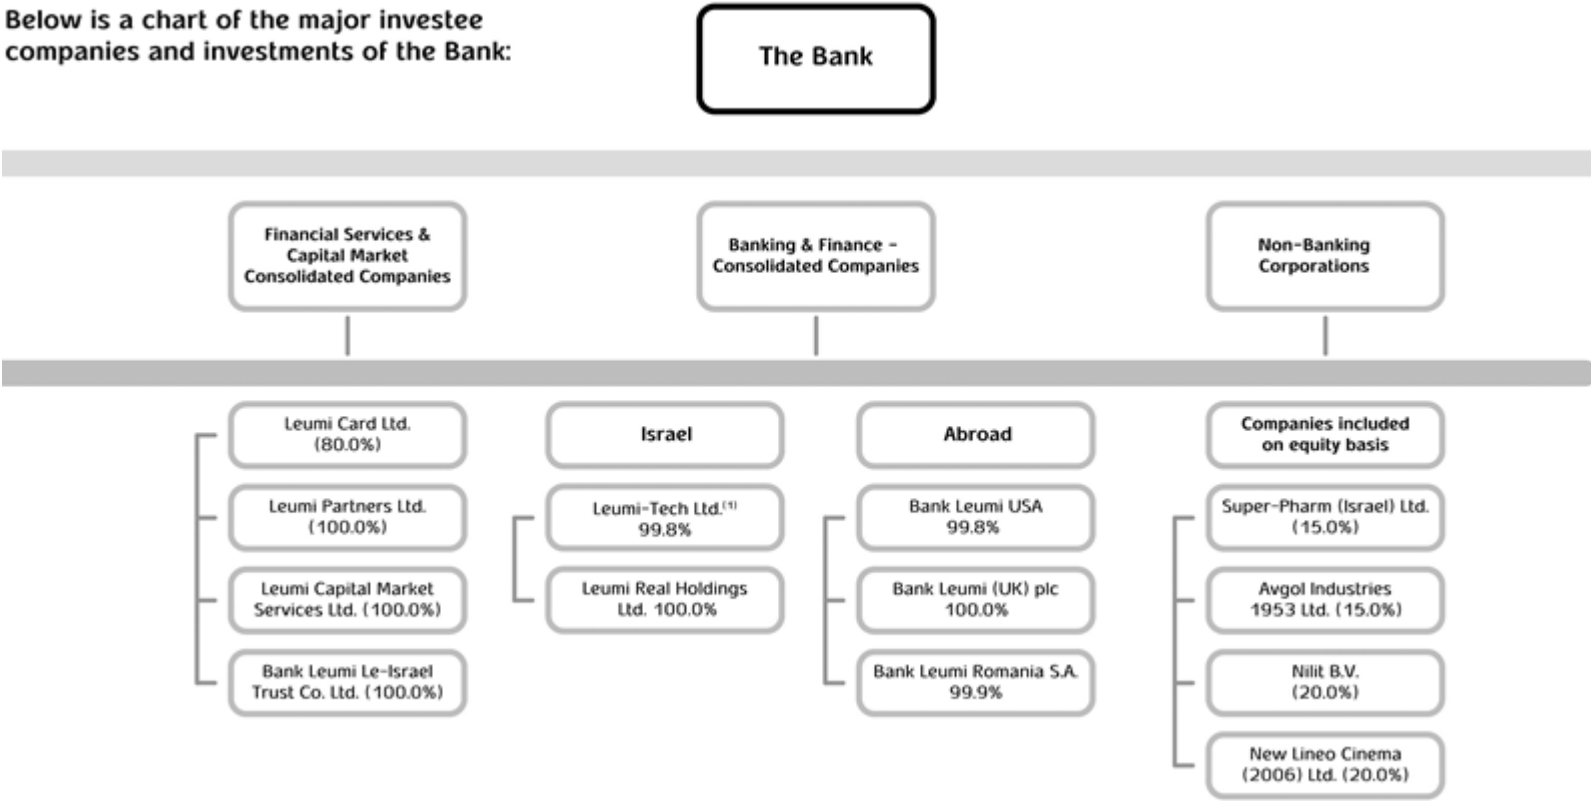 Below is a chart of the major investee
companies and investments of the Bank:
The Bank
Financial Services &
Capital Market
Consolidated Companies
Banking & Finance -
Consolidated Companies
Non-Banking
Corporations
Leumi Card Ltd.
(80.0%)
Leumi Partners Ltd.
(100.0%)
Leumi Capital Market
Services Ltd. (100.0%)
Bank Leumi Le-Israel
Trust Co. Ltd. (100.0%)
Israel
Leumi-Tech Ltd.⁽¹⁾
99.8%
Leumi Real Holdings
Ltd. 100.0%
Abroad
Bank Leumi USA
99.8%
Bank Leumi (UK) plc
100.0%
Bank Leumi Romania S.A.
99.9%
Companies included
on equity basis
Super-Pharm (Israel) Ltd.
(15.0%)
Avgol Industries
1953 Ltd. (15.0%)
Nilit B.V.
(20.0%)
New Lineo Cinema
(2006) Ltd. (20.0%)